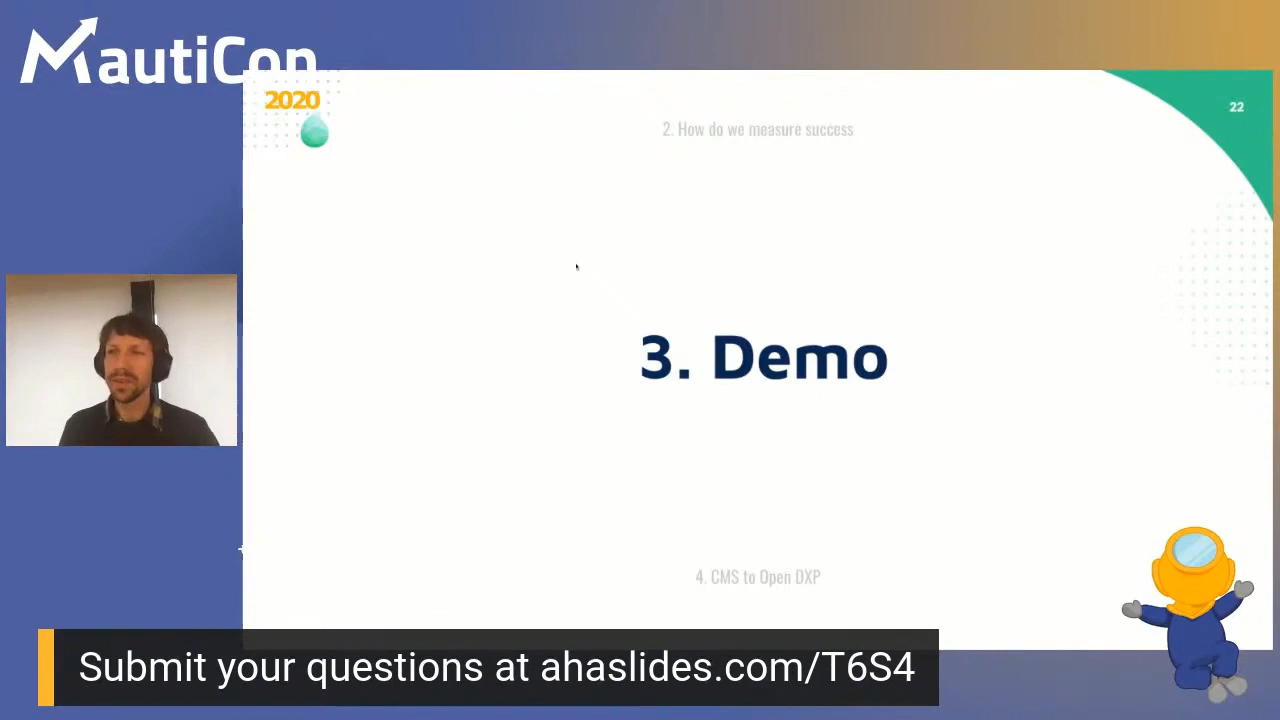 MautiCon
2020
22
2. How do we measure success
3. Demo
4. CMS to Open DXP
Submit your questions at ahaslides.com/T6S4